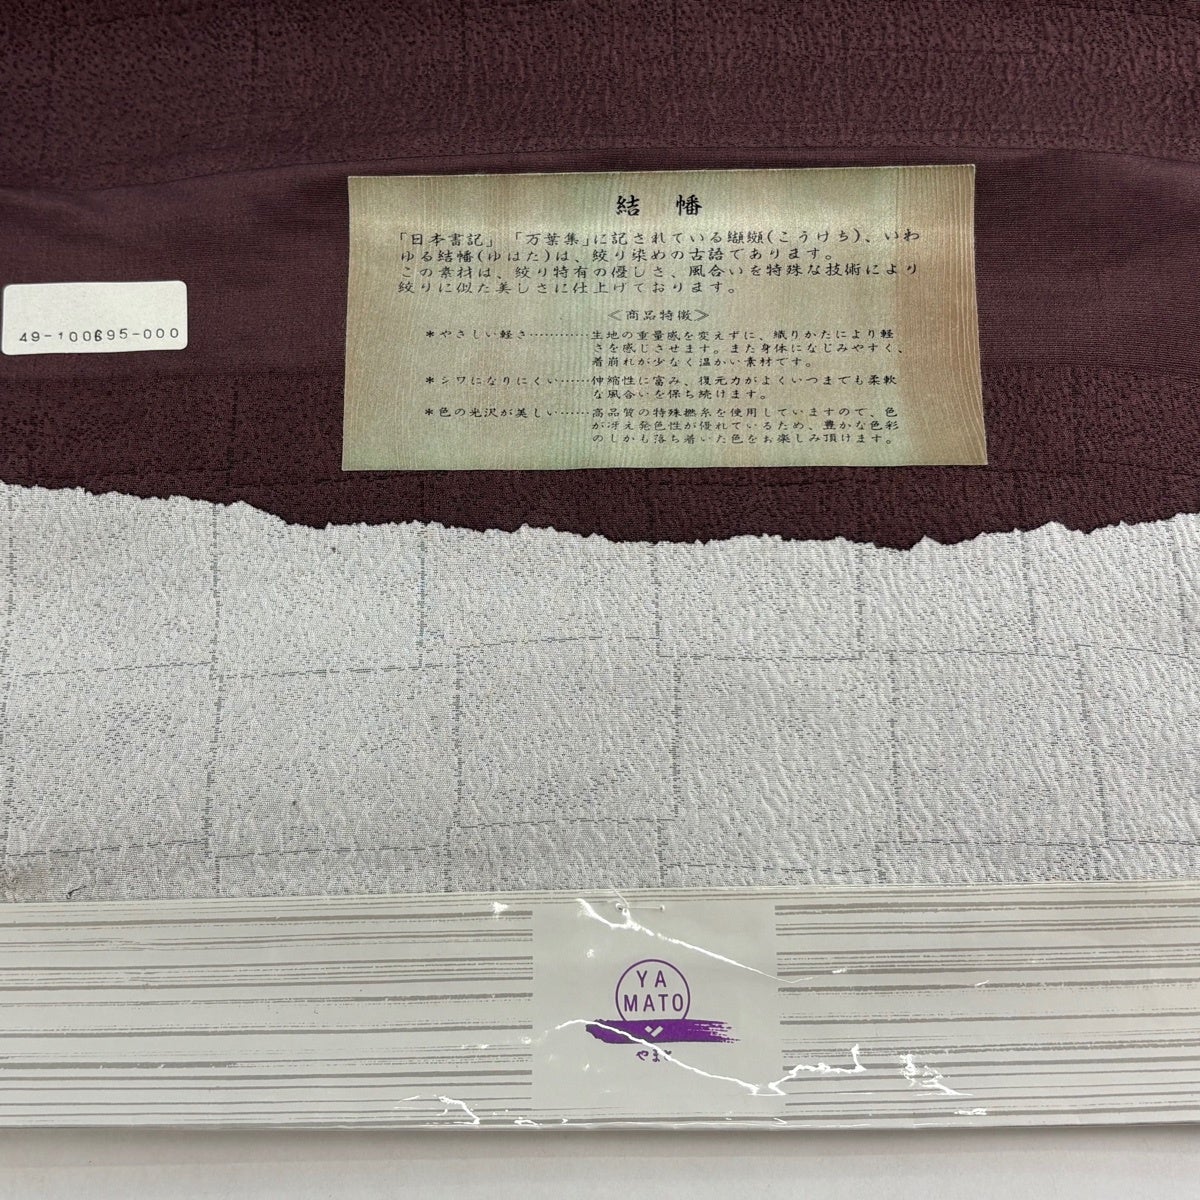 結幡
「日本書記」「万葉集」に記されている纐纈(こうけち)、いわ
ゆる結幡(ゆはた)は、絞り染めの古語であります。
この素材は、絞り特有の優しさ、風合いを特殊な技術により
絞りに似た美しさに仕上げております。
＜商品特徴＞
＊やさしい軽さ…………生地の重量感を変えずに、織りかたにより軽
さを感じさせます。また身体になじみやすく、
着崩れが少なく温かい素材です。
＊シワになりにくい……伸縮性に富み、復元力がよくいつまでも柔軟
な風合いを保ち続けます。
＊色の光沢が美しい……高品質の特殊撚糸を使用していますので、色
が冴え発色性が優れているため、豊かな色彩
のしかも落ち着いた色をお楽しみ頂けます。
49-100695-000
YA
MATO
やまと